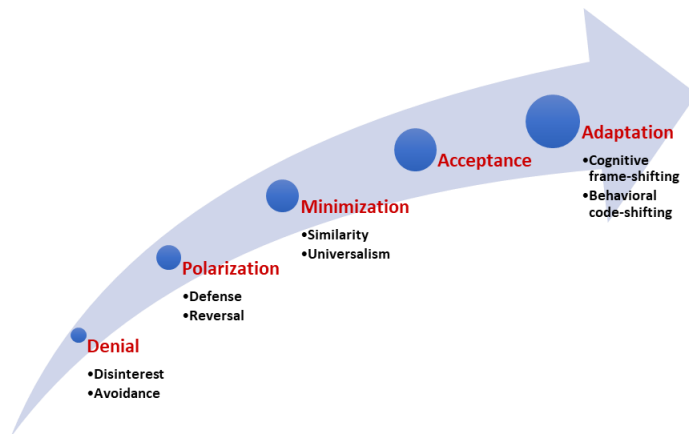 Denial
•Disinterest
•Avoidance
Polarization
•Defense
•Reversal
Minimization
•Similarity
•Universalism
Acceptance
Adaptation
•Cognitive
frame-shifting
•Behavioral
code-shifting